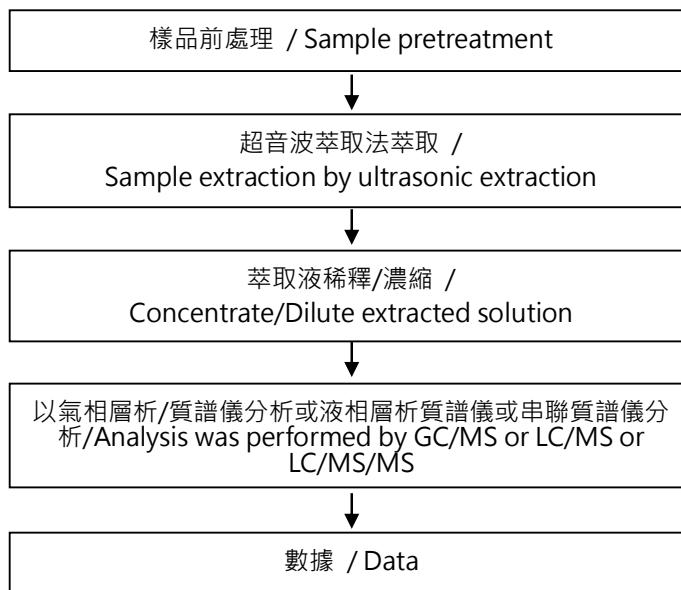 樣品前處理 / Sample pretreatment
超音波萃取法萃取 /
Sample extraction by ultrasonic extraction
萃取液稀釋/濃縮 /
Concentrate/Dilute extracted solution
以氣相層析/質譜儀分析或液相層析質譜儀或串聯質譜儀分
析/Analysis was performed by GC/MS or LC/MS or
LC/MS/MS
數據 / Data